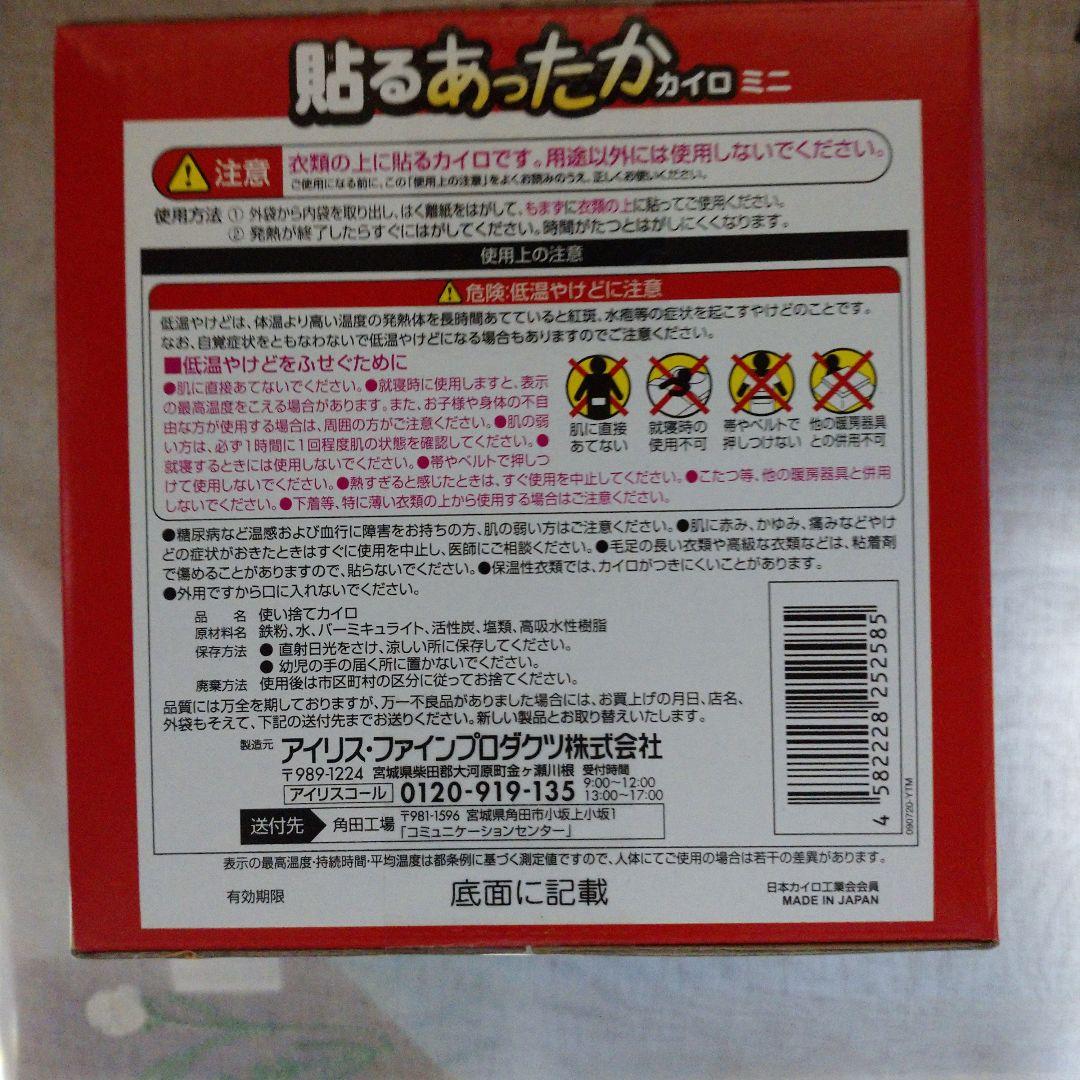 貼るあったかカイロ ミニ
注意 衣類の上に貼るカイロです。用途以外には使用しないでください。
ご使用になる前に、この「使用上の注意」をよくお読みのうえ、正しくお使いください。
使用方法 ① 外袋から内袋を取り出し、はく離紙をはがして、もまずに衣類の上に貼ってご使用ください。
② 発熱が終了したらすぐにはがしてください。時間がたつとはがしにくくなります。
使用上の注意
危険:低温やけどに注意
低温やけどは、体温より高い温度の発熱体を長時間あてていると紅斑、水疱等の症状を起こすやけどのことです。
なお、自覚症状をともなわないで低温やけどになる場合もありますのでご注意ください。
■低温やけどをふせぐために
●肌に直接あてないでください。●就寝時に使用しますと、表示
の最高温度をこえる場合があります。また、お子様や身体の不自
由な方が使用する場合は、周囲の方がご注意ください。●肌の弱
い方は、必ず1時間に1回程度肌の状態を確認してください。●
就寝するときには使用しないでください。●帯やベルトで押しつ
けて使用しないでください。●熱すぎると感じたときは、すぐ使用を中止してください。●こたつ等、他の暖房器具と併用
しないでください。●下着等、特に薄い衣類の上から使用する場合はご注意ください。
肌に直接
あてない
就寝時の
使用不可
帯やベルトで
押しつけない
他の暖房器具
との併用不可
●糖尿病など温感および血行に障害をお持ちの方、肌の弱い方はご注意ください。●肌に赤み、かゆみ、痛みなどやけ
どの症状がおきたときはすぐに使用を中止し、医師にご相談ください。●毛足の長い衣類や高級な衣類などは、粘着剤
で傷めることがありますので、貼らないでください。●保温性衣類では、カイロがつきにくいことがあります。
●外用ですから口に入れないでください。
品 名 使い捨てカイロ
原材料名 鉄粉、水、バーミキュライト、活性炭、塩類、高吸水性樹脂
保存方法 ● 直射日光をさけ、涼しい所に保存してください。
● 幼児の手の届く所に置かないでください。
廃棄方法 使用後は市区町村の区分に従ってお捨てください。
品質には万全を期しておりますが、万一不良品がありました場合には、お買上げの月日、店名、
外袋もそえて、下記の送付先までお送りください。新しい製品とお取り替えいたします。
製造元 アイリス・ファインプロダクツ株式会社
〒989-1224 宮城県柴田郡大河原町金ヶ瀬川根 受付時間
アイリスコール 0120-919-135 9:00〜12:00
13:00〜17:00
送付先 角田工場 〒981-1596 宮城県角田市小坂上小坂1
「コミュニケーションセンター」
4 582228 252585
090720-YTM
表示の最高温度・持続時間・平均温度は都条例に基づく測定値ですので、人体にてご使用の場合は若干の差異があります。
有効期限 底面に記載
日本カイロ工業会会員
MADE IN JAPAN